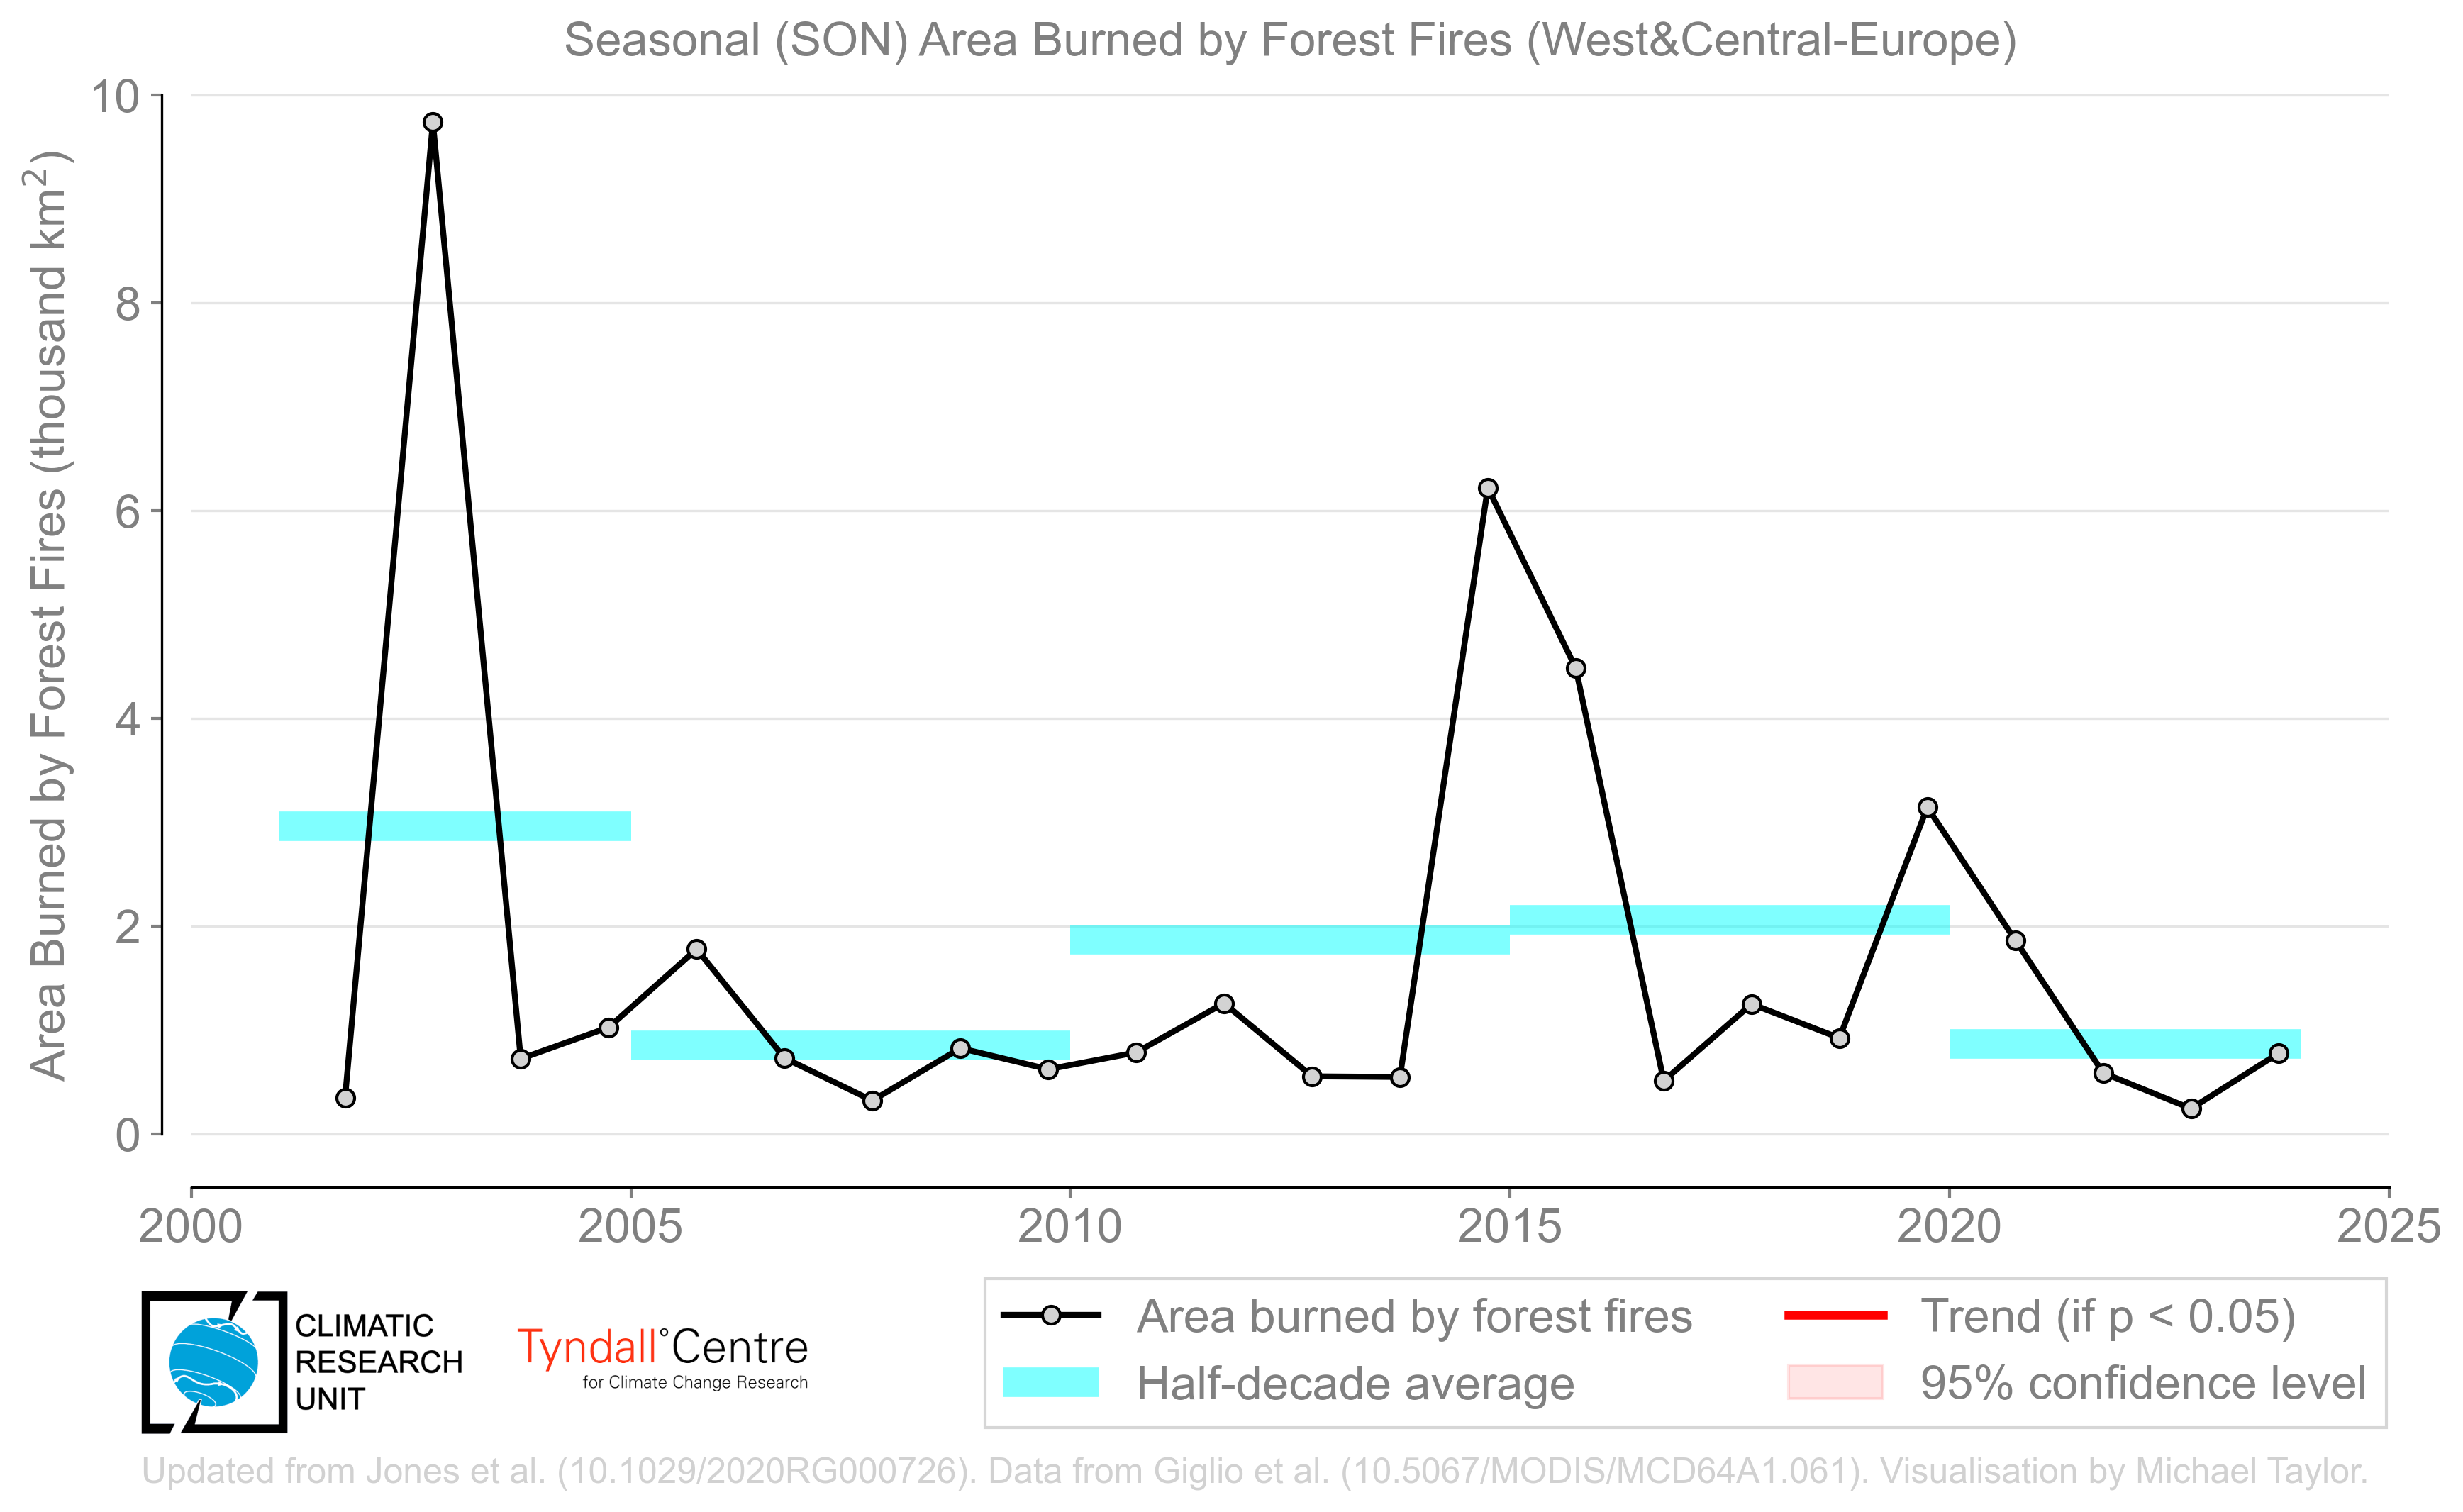 Seasonal (SON) Area Burned by Forest Fires (West&Central-Europe)
Area Burned by Forest Fires (thousand km²)
10
8
6
4
2
0
2000 2005 2010 2015 2020 2025
CLIMATIC
RESEARCH
UNIT
Tyndall°Centre
for Climate Change Research
Area burned by forest fires
Half-decade average
Trend (if p < 0.05)
95% confidence level
Updated from Jones et al. (10.1029/2020RG000726). Data from Giglio et al. (10.5067/MODIS/MCD64A1.061). Visualisation by Michael Taylor.